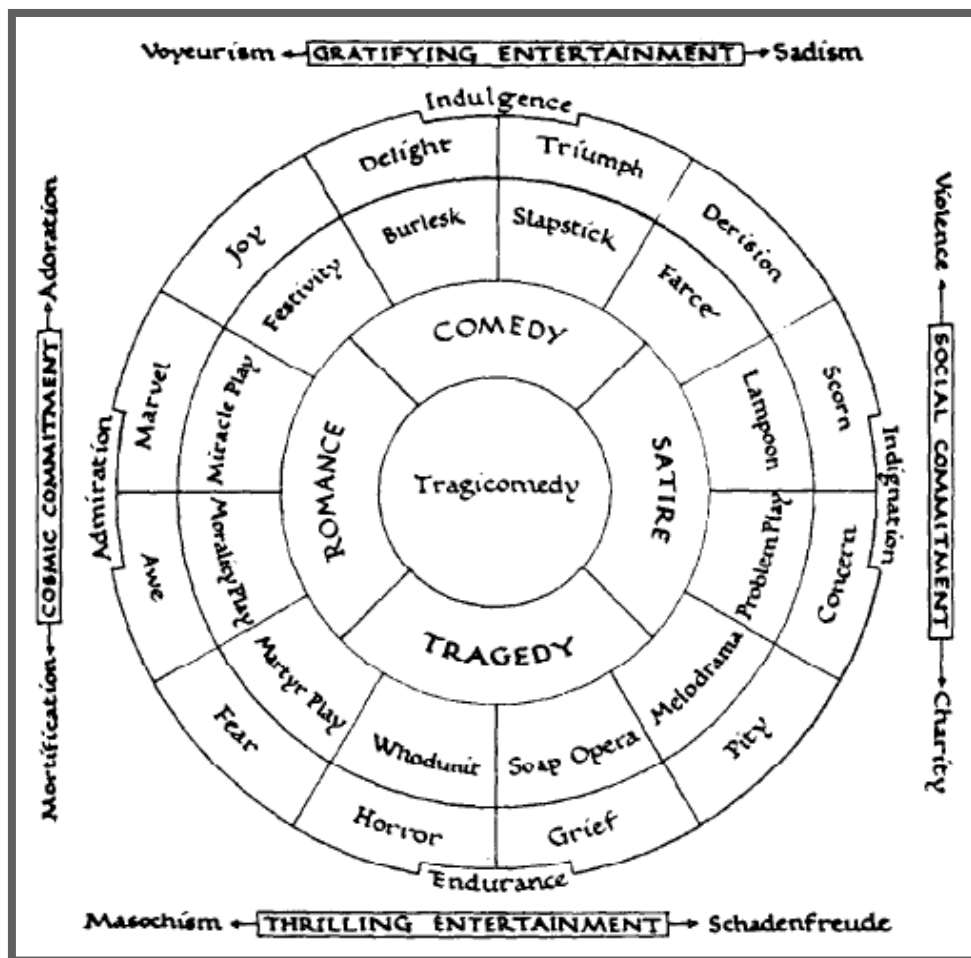 Voyeurism GRATIFYING ENTERTAINMENT Sadism
Indulgence
Delight
Triumph
Joy
Derision
Burlesk
Slapstick
Festivity
Farce
Adoration
COSMIC COMMITMENT
Mortification
Violence
SOCIAL COMMITMENT
Charity
COMEDY
Marvel
Miracle Play
Lampoon
Scorn
Admiration
ROMANCE
Tragicomedy
SATIRE
Indignation
Awe
Morality Play
Problem Play
Concern
TRAGEDY
Fear
Martyr Play
Melodrama
Pity
Whodunit
Soap Opera
Horror
Grief
Endurance
Masochism THRILLING ENTERTAINMENT Schadenfreude